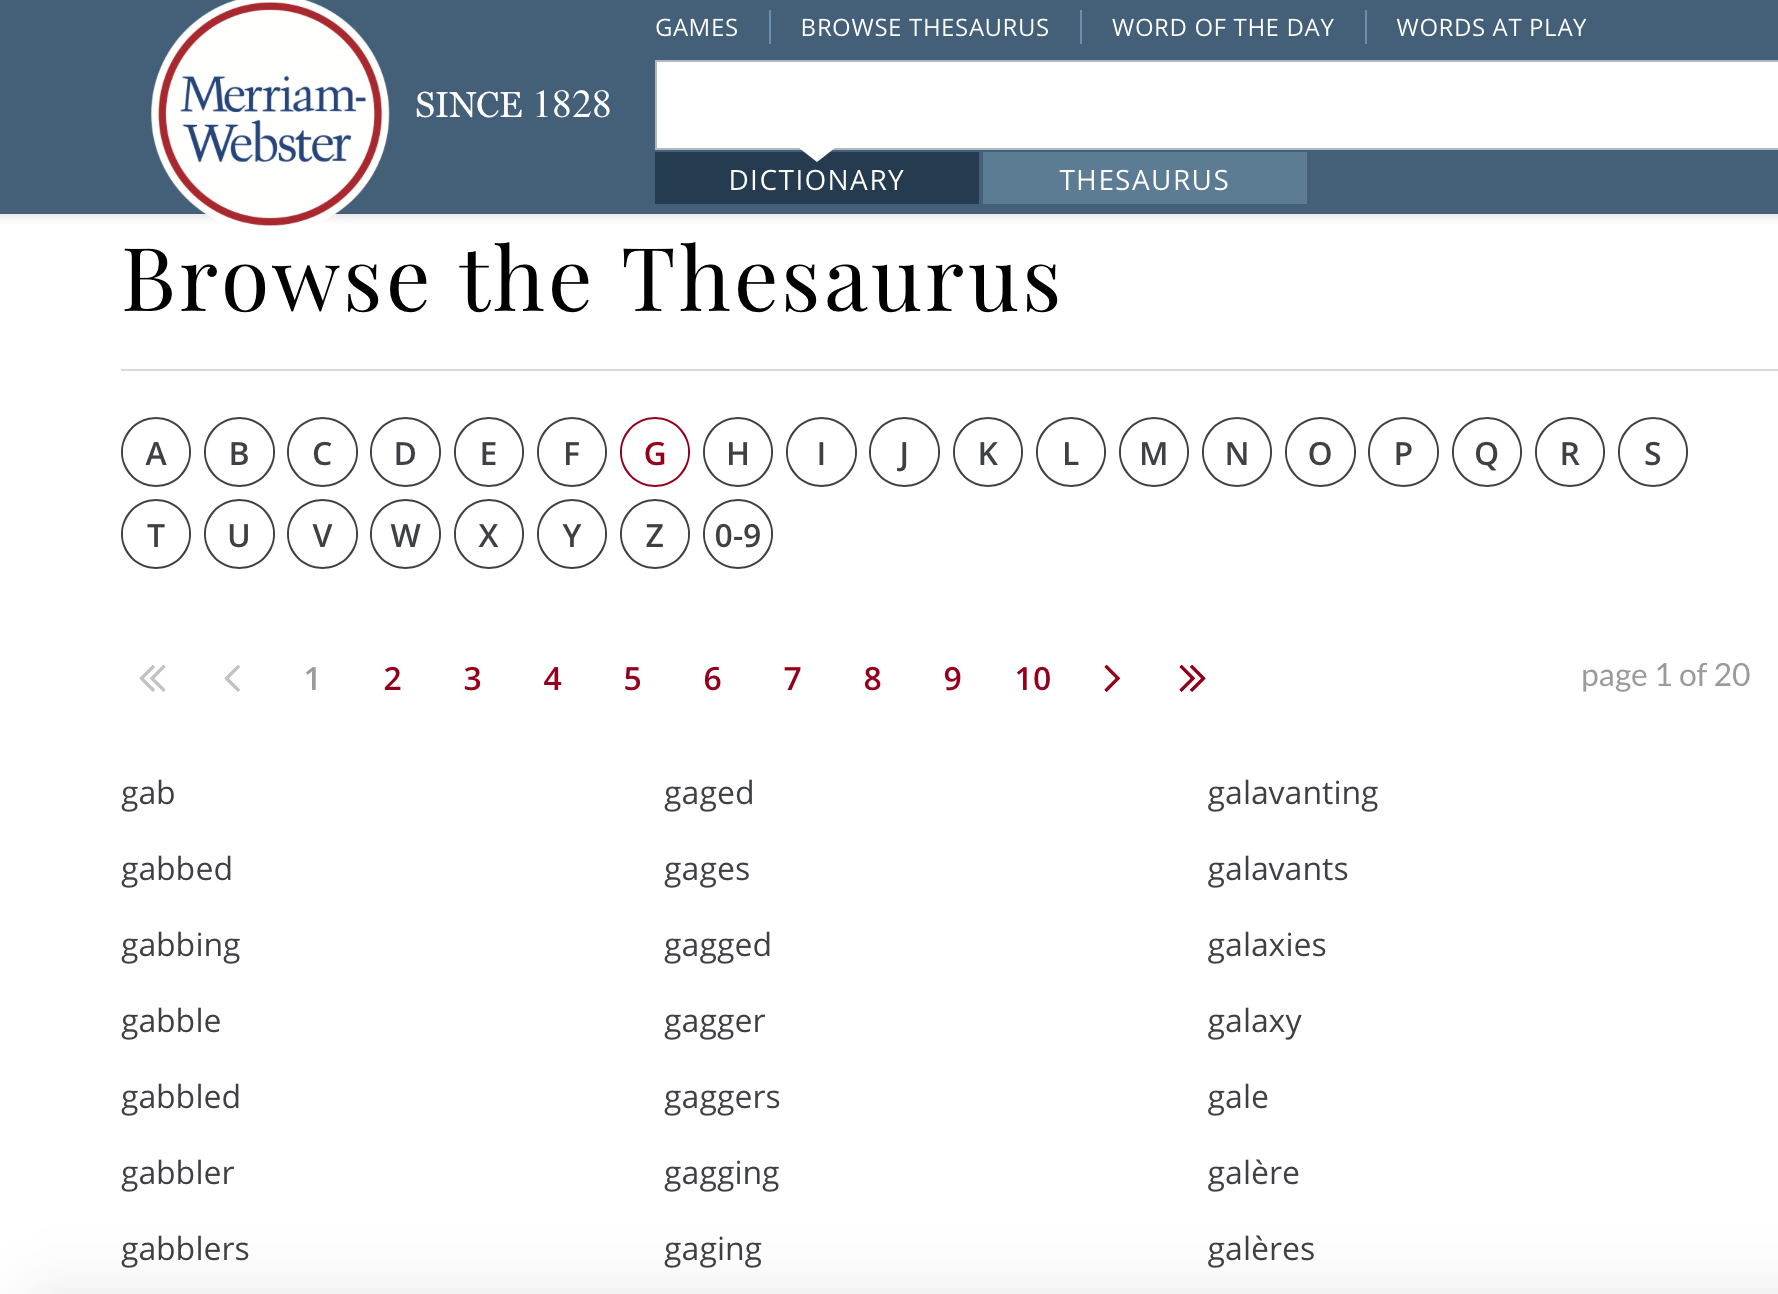 GAMES BROWSE THESAURUS WORD OF THE DAY WORDS AT PLAY
Merriam-
Webster
SINCE 1828
DICTIONARY THESAURUS
Browse the Thesaurus
A B C D E F G H I J K L M N O P Q R S
T U V W X Y Z 0-9
1 2 3 4 5 6 7 8 9 10 page 1 of 20
gab gaged galavanting
gabbed gages galavants
gabbing gagged galaxies
gabble gagger galaxy
gabbled gaggers gale
gabbler gagging galère
gabblers gaging galères